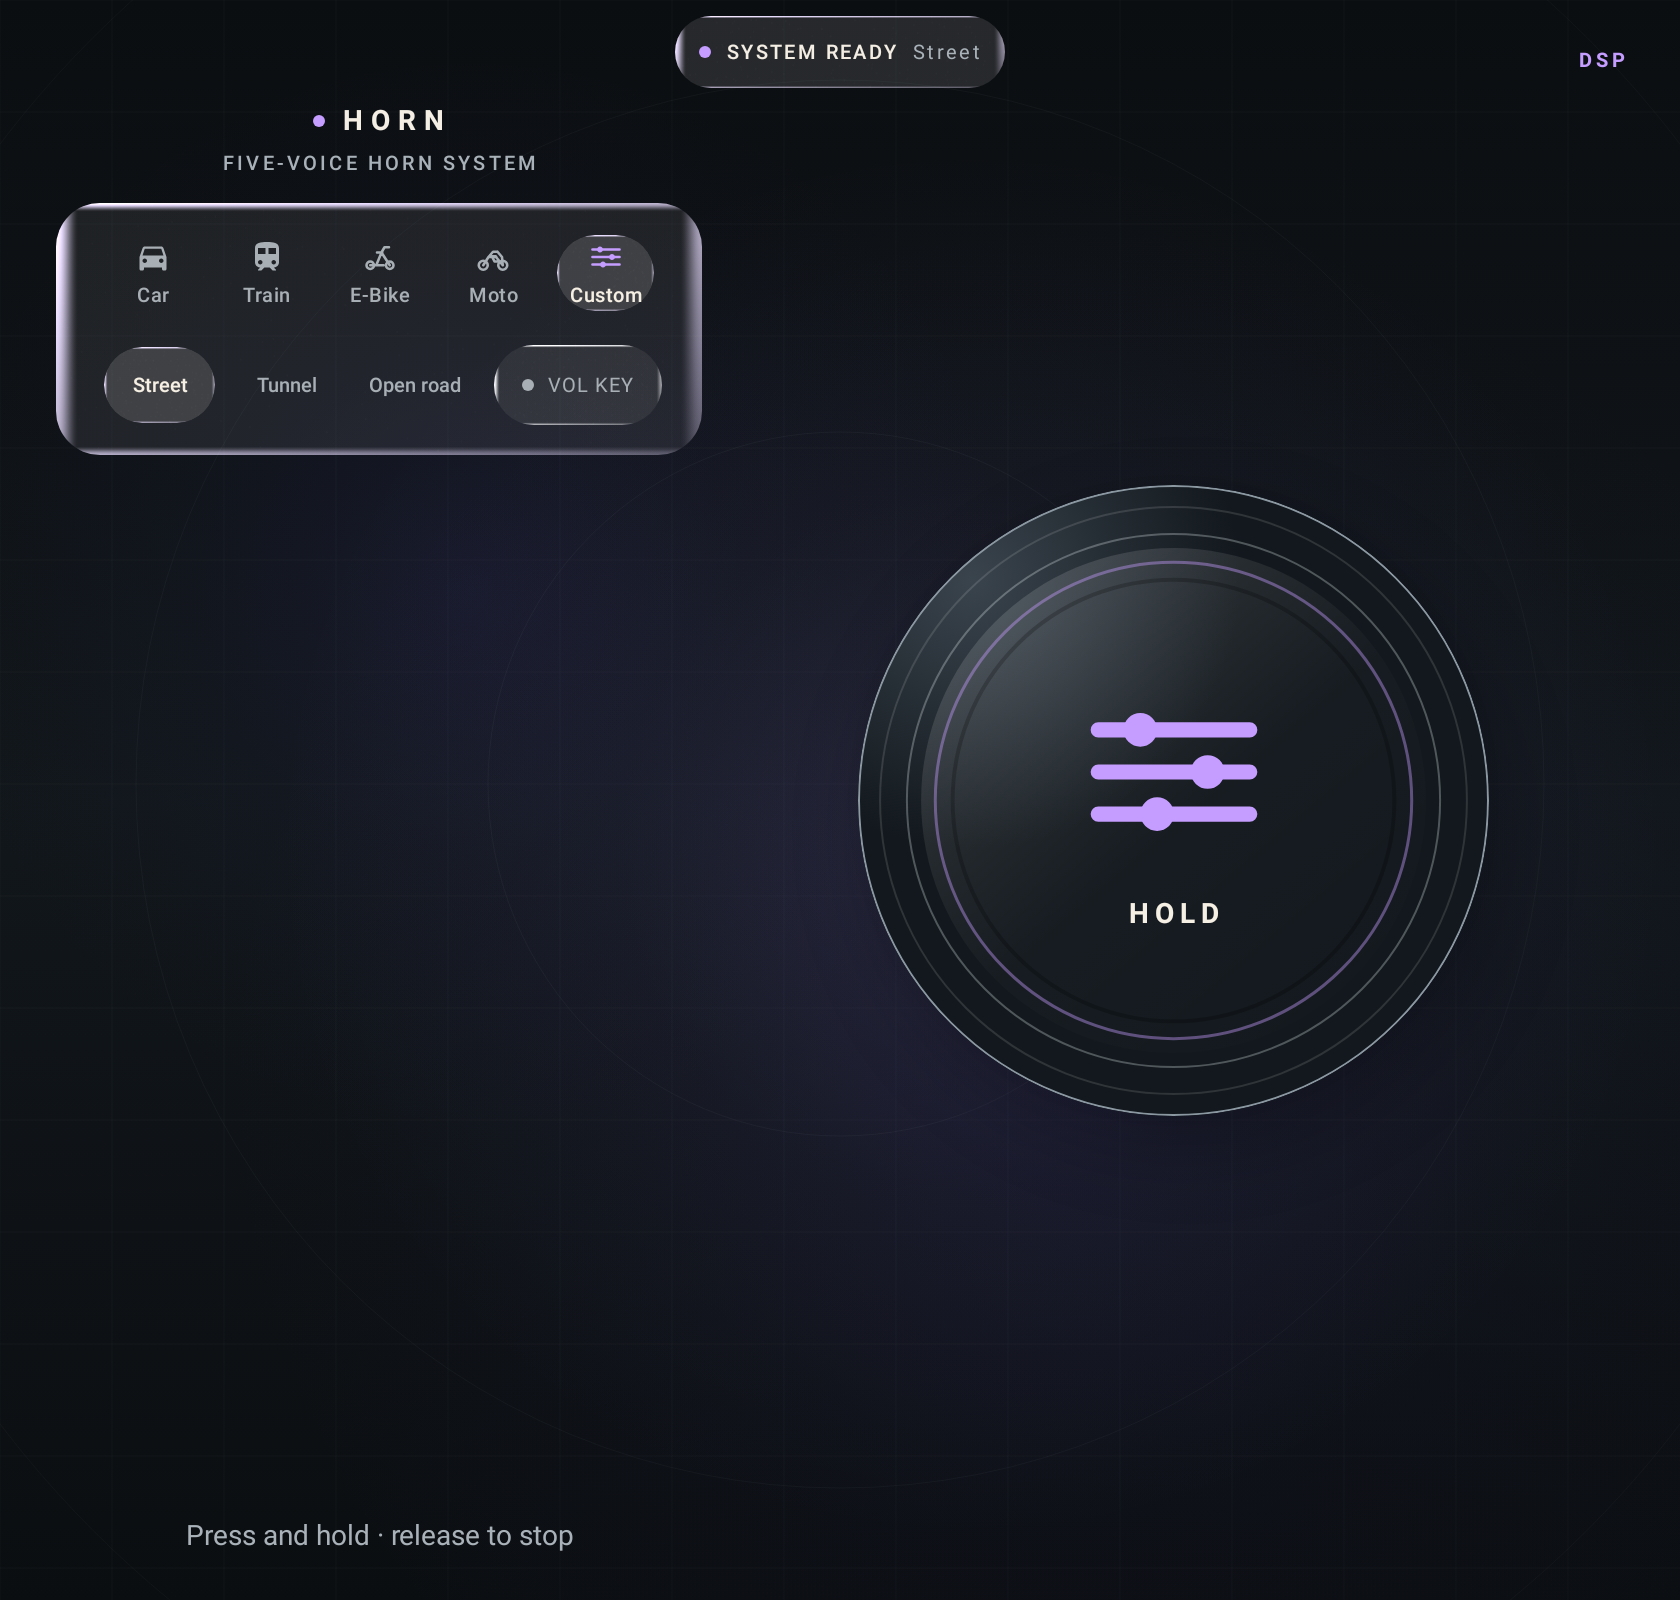 SYSTEM READY Street
DSP
HORN
FIVE-VOICE HORN SYSTEM
Car Train E-Bike Moto Custom
Street Tunnel Open road VOL KEY
HOLD
Press and hold · release to stop